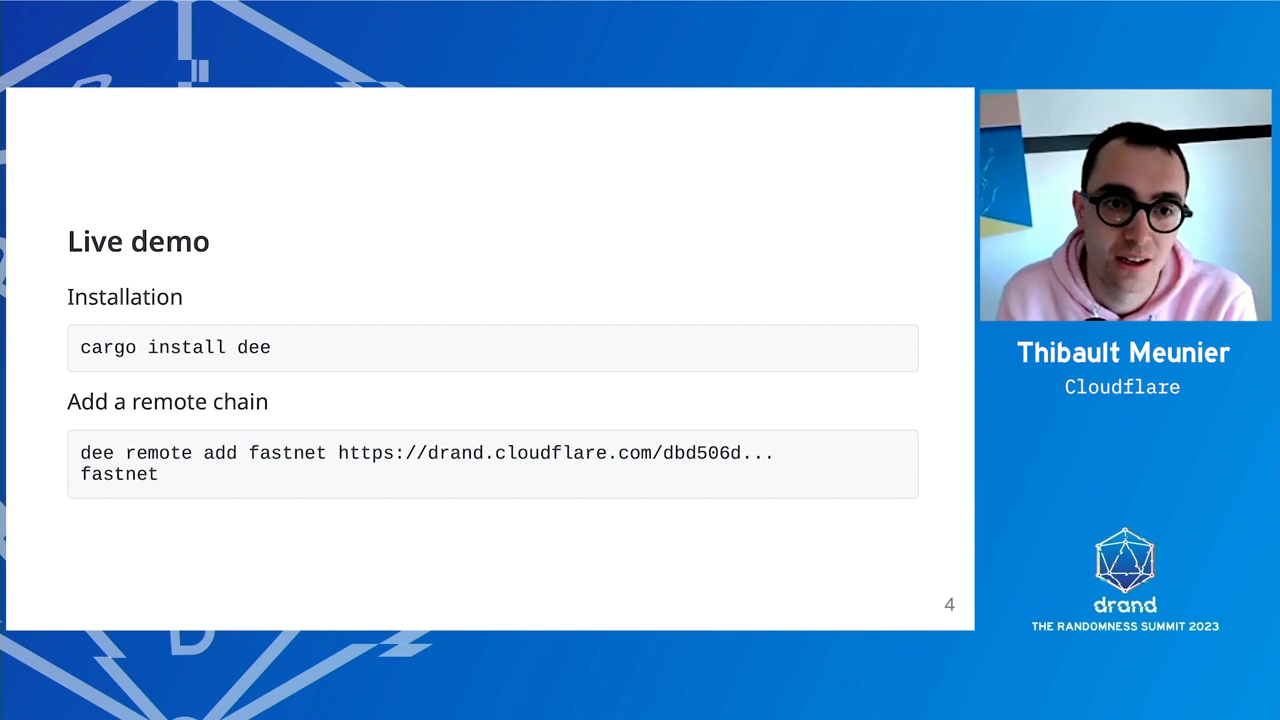 Live demo
Installation
cargo install dee
Add a remote chain
dee remote add fastnet https://drand.cloudflare.com/dbd506d...
fastnet
4
Thibault Meunier
Cloudflare
drand
THE RANDOMNESS SUMMIT 2023